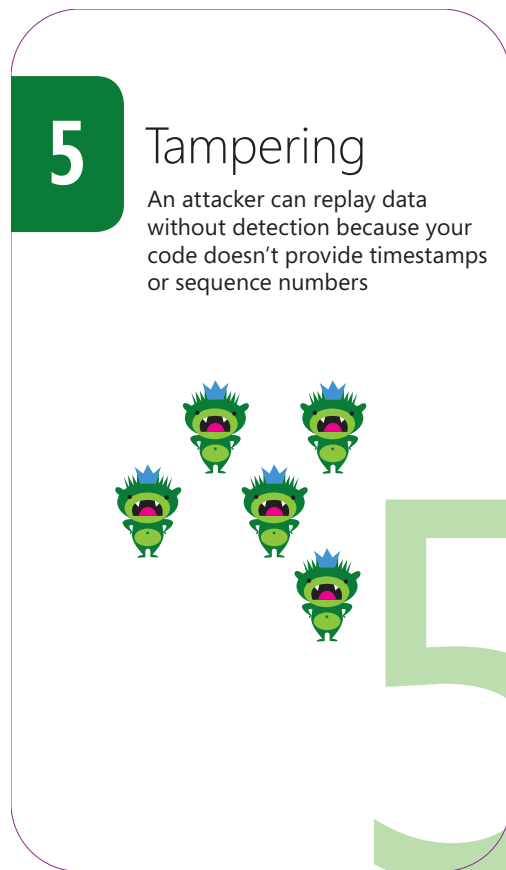 5
Tampering
An attacker can replay data
without detection because your
code doesn’t provide timestamps
or sequence numbers
5